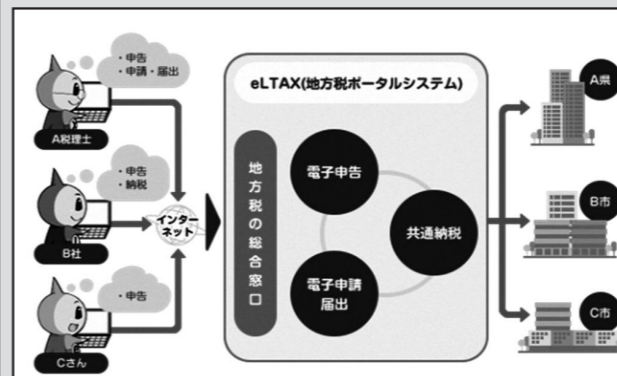 ・申告
・申請・届出
A税理士
・申告
・納税
B社
・申告
Cさん
インター
ネット
eLTAX(地方税ポータルシステム)
地方税の総合窓口
電子申告
共通納税
電子申請
届出
A県
B市
C市